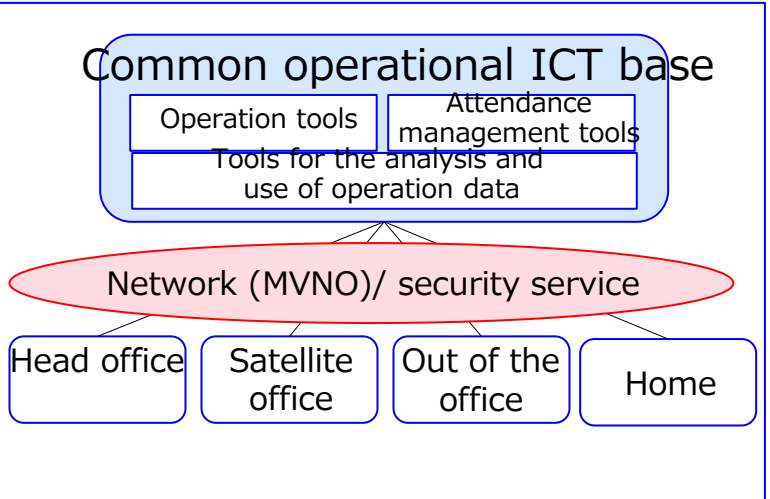 Common operational ICT base
Operation tools
Attendance
management tools
Tools for the analysis and
use of operation data
Network (MVNO)/ security service
Head office
Satellite
office
Out of the
office
Home